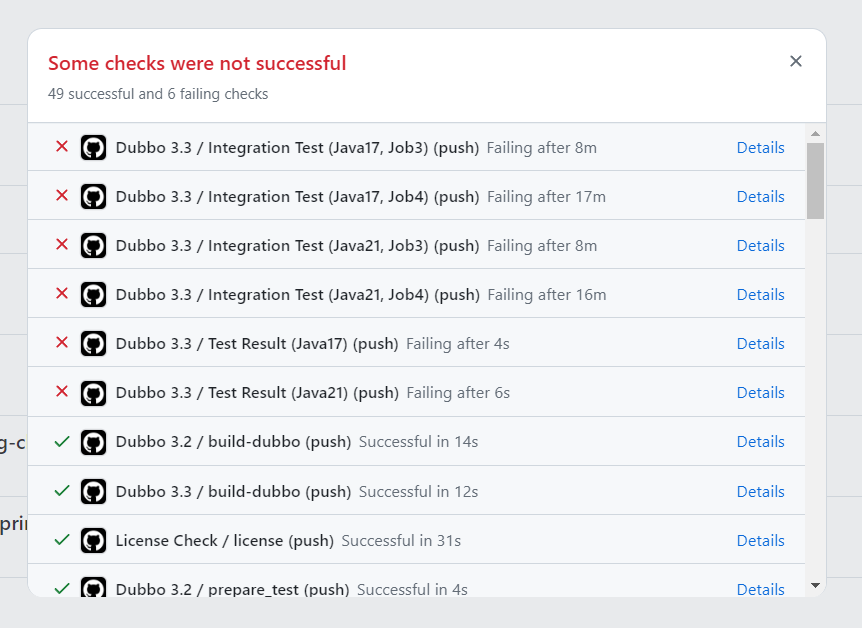 Some checks were not successful
49 successful and 6 failing checks
Dubbo 3.3 / Integration Test (Java17, Job3) (push) Failing after 8m Details
Dubbo 3.3 / Integration Test (Java17, Job4) (push) Failing after 17m Details
Dubbo 3.3 / Integration Test (Java21, Job3) (push) Failing after 8m Details
Dubbo 3.3 / Integration Test (Java21, Job4) (push) Failing after 16m Details
Dubbo 3.3 / Test Result (Java17) (push) Failing after 4s Details
Dubbo 3.3 / Test Result (Java21) (push) Failing after 6s Details
Dubbo 3.2 / build-dubbo (push) Successful in 14s Details
g-c
Dubbo 3.3 / build-dubbo (push) Successful in 12s Details
prin
License Check / license (push) Successful in 31s Details
Dubbo 3.2 / prepare_test (push) Successful in 4s Details